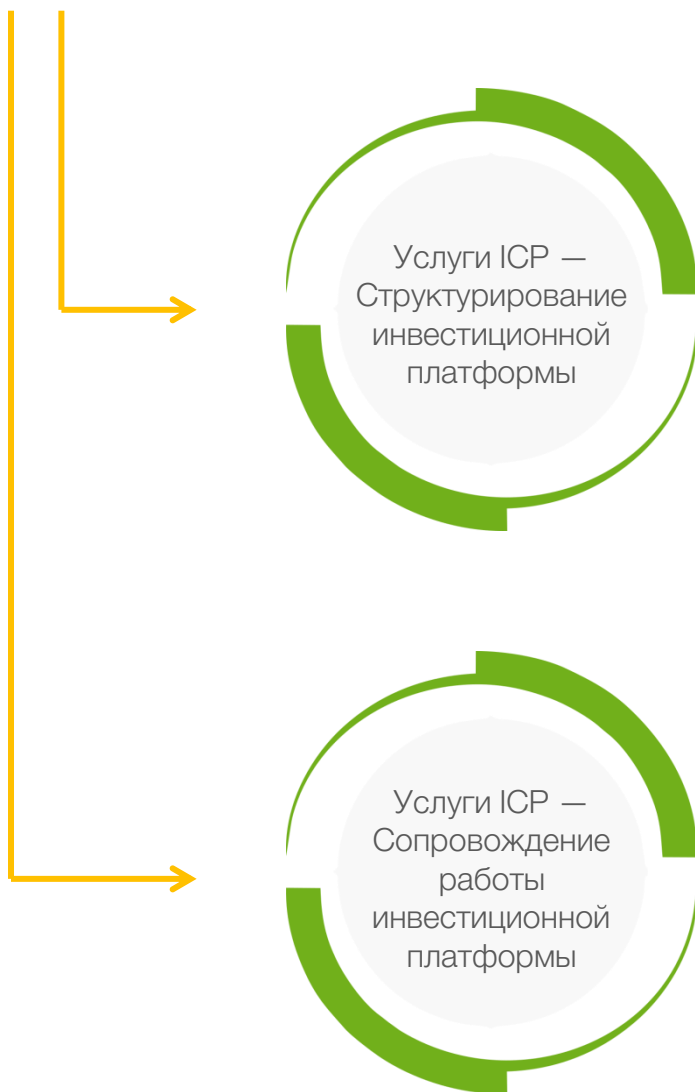 Услуги ICP —
Структурирование
инвестиционной
платформы
Услуги ICP —
Сопровождение
работы
инвестиционной
платформы